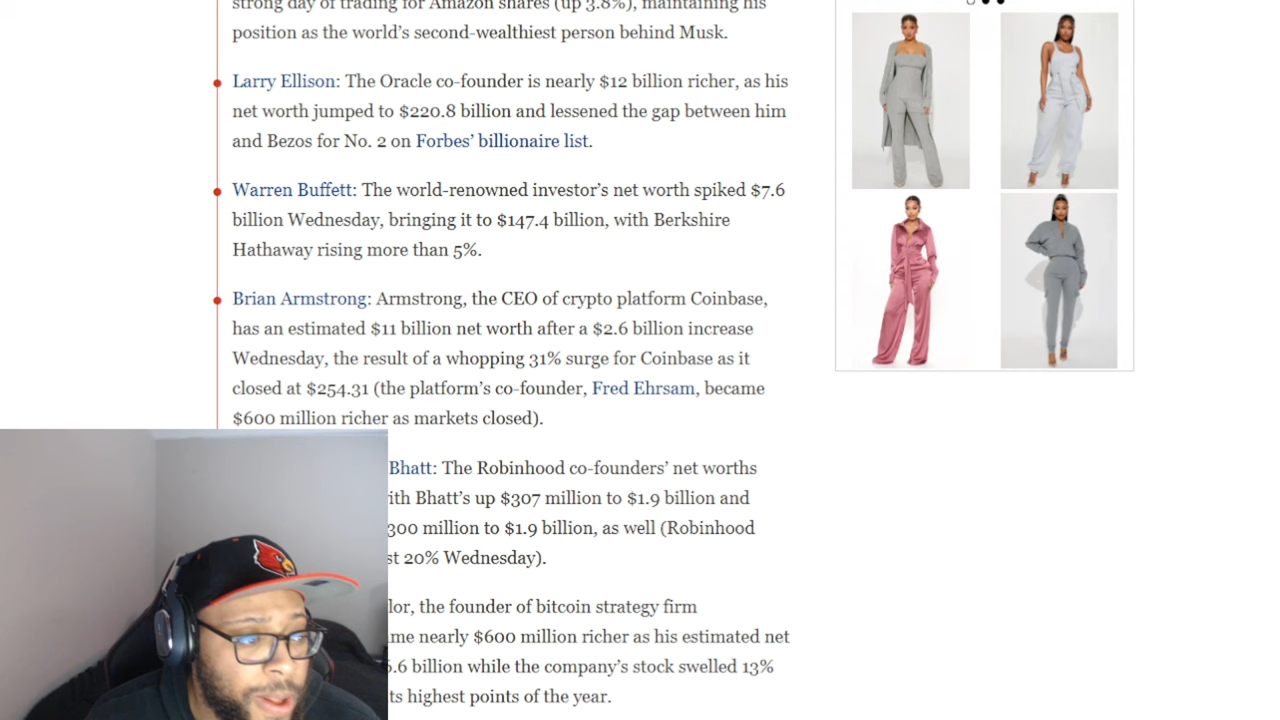 strong day of trading for Amazon shares (up 3.8%), maintaining his
position as the world's second-wealthiest person behind Musk.
Larry Ellison: The Oracle co-founder is nearly $12 billion richer, as his
net worth jumped to $220.8 billion and lessened the gap between him
and Bezos for No. 2 on Forbes' billionaire list.
Warren Buffett: The world-renowned investor's net worth spiked $7.6
billion Wednesday, bringing it to $147.4 billion, with Berkshire
Hathaway rising more than 5%.
Brian Armstrong: Armstrong, the CEO of crypto platform Coinbase,
has an estimated $11 billion net worth after a $2.6 billion increase
Wednesday, the result of a whopping 31% surge for Coinbase as it
closed at $254.31 (the platform's co-founder, Fred Ehrsam, became
$600 million richer as markets closed).
Bhatt: The Robinhood co-founders' net worths
ith Bhatt's up $307 million to $1.9 billion and
300 million to $1.9 billion, as well (Robinhood
st 20% Wednesday).
lor, the founder of bitcoin strategy firm
me nearly $600 million richer as his estimated net
.6 billion while the company's stock swelled 13%
ts highest points of the year.